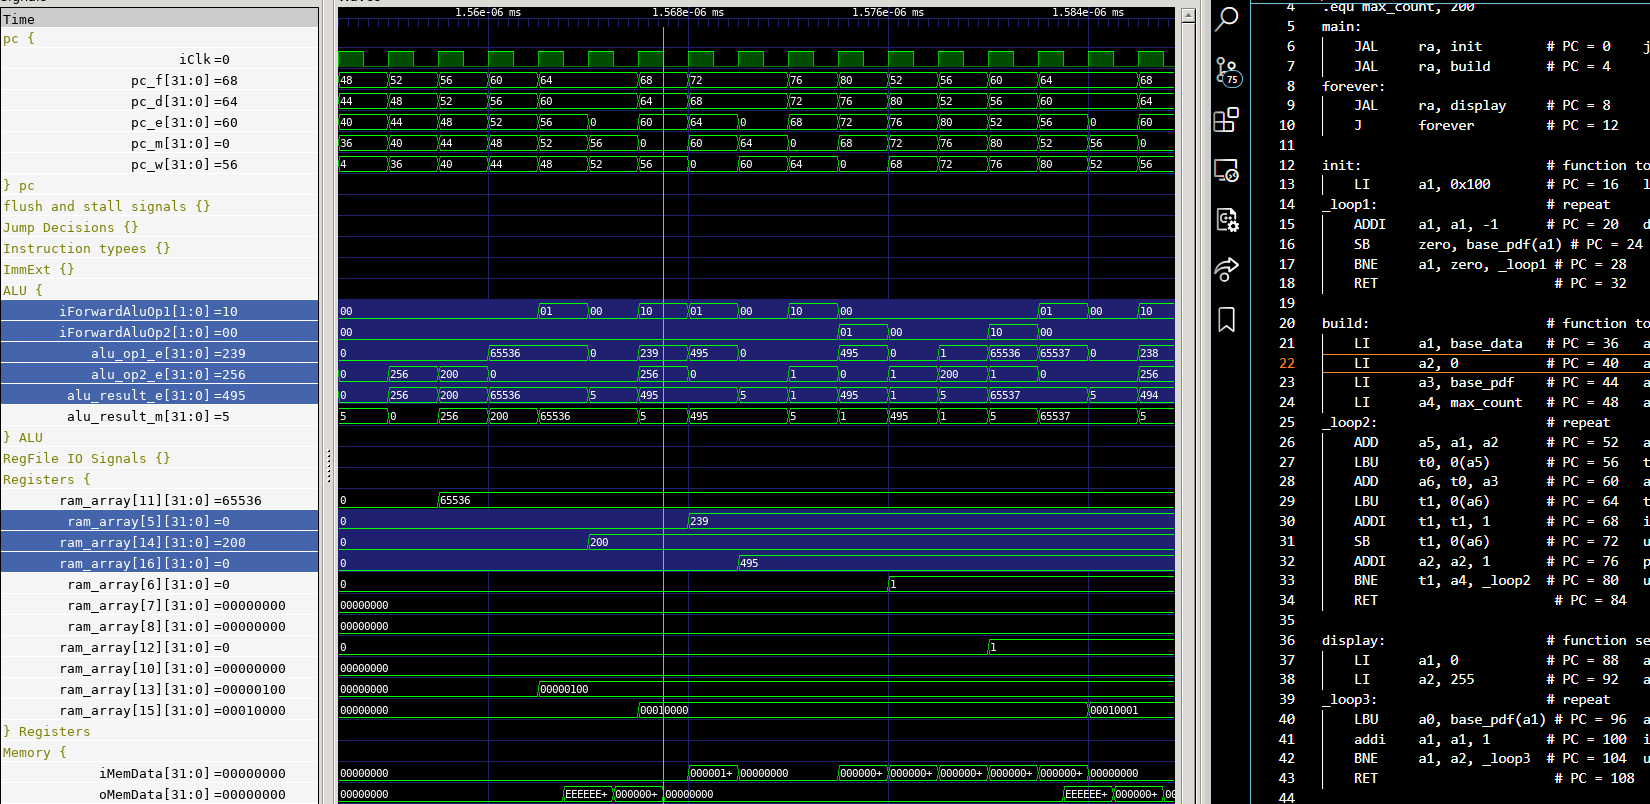 Time
1.56e-06 ms 1.568e-06 ms 1.576e-06 ms 1.584e-06 ms
pc {
iClk =0
pc_f[31:0] =68 48 52 56 60 64 68 72 76 80 52 56 60 64 68
pc_d[31:0] =64 44 48 52 56 60 64 68 72 76 80 52 56 60 64
pc_e[31:0] =60 40 44 48 52 56 0 60 64 0 68 72 76 80 52 56 0 60
pc_m[31:0] =0 36 40 44 48 52 56 0 60 64 0 68 72 76 80 52 56 0
pc_w[31:0] =56 4 36 40 44 48 52 56 0 60 64 0 68 72 76 80 52 56
} pc
flush and stall signals {}
Jump Decisions {}
Instruction typees {}
ImmExt {}
ALU {
iForwardAluOp1[1:0] =10 00 01 00 10 01 00 10 00 01 00 10
iForwardAluOp2[1:0] =00 00 01 00 10 00
alu_op1_e[31:0] =239 0 65536 0 239 495 0 495 0 1 65536 65537 0 238
alu_op2_e[31:0] =256 0 256 200 0 256 0 1 0 1 200 1 0 256
alu_result_e[31:0] =495 0 256 200 65536 5 495 5 1 495 1 5 65537 5 494
alu_result_m[31:0] =5 5 0 256 200 65536 5 495 5 1 495 1 5 65537 5
} ALU
RegFile IO Signals {}
Registers {
ram_array[11][31:0] =65536 0 65536
ram_array[5][31:0] =0 0 239
ram_array[14][31:0] =200 0 200
ram_array[16][31:0] =0 0 495
ram_array[6][31:0] =0 0 1
ram_array[7][31:0] =00000000 00000000
ram_array[8][31:0] =00000000 00000000
ram_array[12][31:0] =0 0 1
ram_array[10][31:0] =00000000 00000000
ram_array[13][31:0] =00000100 00000000 00000100
ram_array[15][31:0] =00010000 00000000 00010000 00010001
} Registers
Memory {
iMemData[31:0] =00000000 00000000 000001+ 00000000 000000+ 000000+ 000000+ 000000+ 000000+ 00000000
oMemData[31:0] =00000000 00000000 EEEEEE+ 000000+ 00000000 EEEEEE+ 000000+ 00
75
4 .equ max_count, 200
5 main:
6 JAL ra, init # PC = 0 j
7 JAL ra, build # PC = 4
8 forever:
9 JAL ra, display # PC = 8
10 J forever # PC = 12
11
12 init: # function to
13 LI a1, 0x100 # PC = 16 l
14 _loop1: # repeat
15 ADDI a1, a1, -1 # PC = 20 d
16 SB zero, base_pdf(a1) # PC = 24
17 BNE a1, zero, _loop1 # PC = 28
18 RET # PC = 32
19
20 build: # function to
21 LI a1, base_data # PC = 36 a
22 LI a2, 0 # PC = 40 a
23 LI a3, base_pdf # PC = 44 a
24 LI a4, max_count # PC = 48 a
25 _loop2: # repeat
26 ADD a5, a1, a2 # PC = 52 a
27 LBU t0, 0(a5) # PC = 56 t
28 ADD a6, t0, a3 # PC = 60 a
29 LBU t1, 0(a6) # PC = 64 t
30 ADDI t1, t1, 1 # PC = 68 i
31 SB t1, 0(a6) # PC = 72 u
32 ADDI a2, a2, 1 # PC = 76 p
33 BNE t1, a4, _loop2 # PC = 80 u
34 RET # PC = 84
35
36 display: # function se
37 LI a1, 0 # PC = 88 a
38 LI a2, 255 # PC = 92 a
39 _loop3: # repeat
40 LBU a0, base_pdf(a1) # PC = 96 a
41 addi a1, a1, 1 # PC = 100 i
42 BNE a1, a2, _loop3 # PC = 104 u
43 RET # PC = 108
44